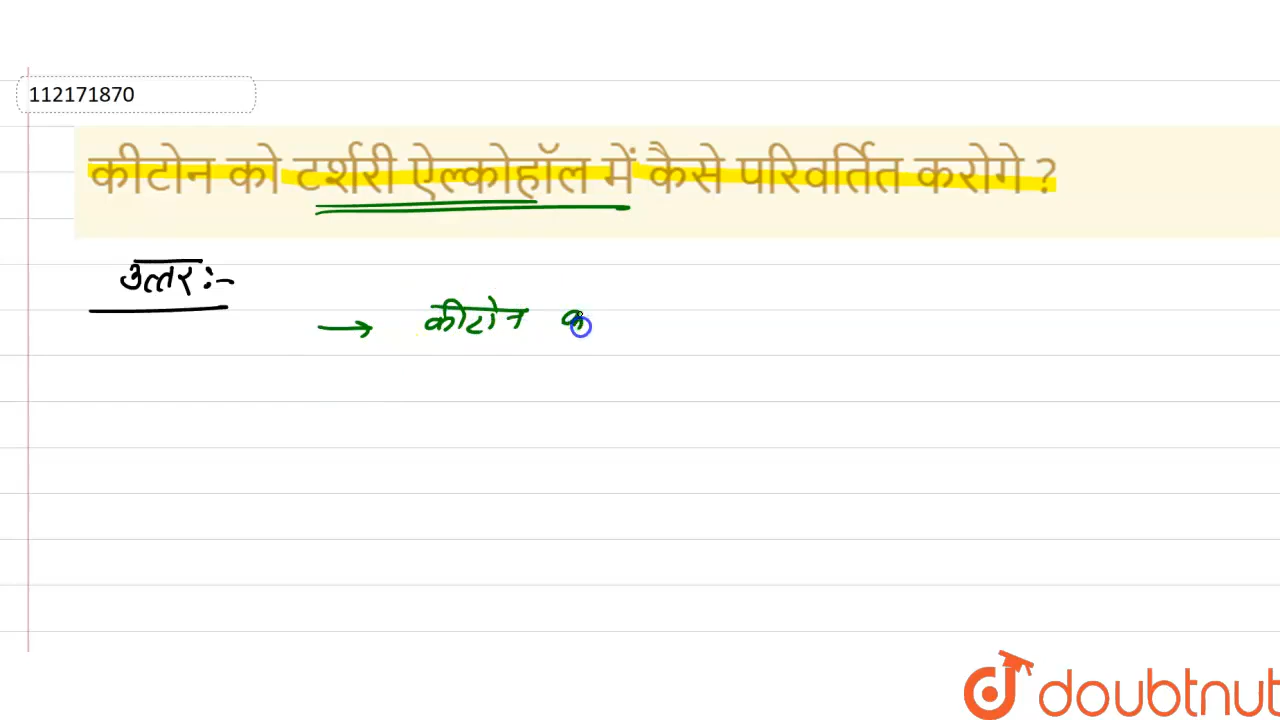 112171870
कीटोन को टर्शरी ऐल्कोहॉल में कैसे परिवर्तित करोगे ?
उत्तर :-
→ कीटोन क
doubtnut